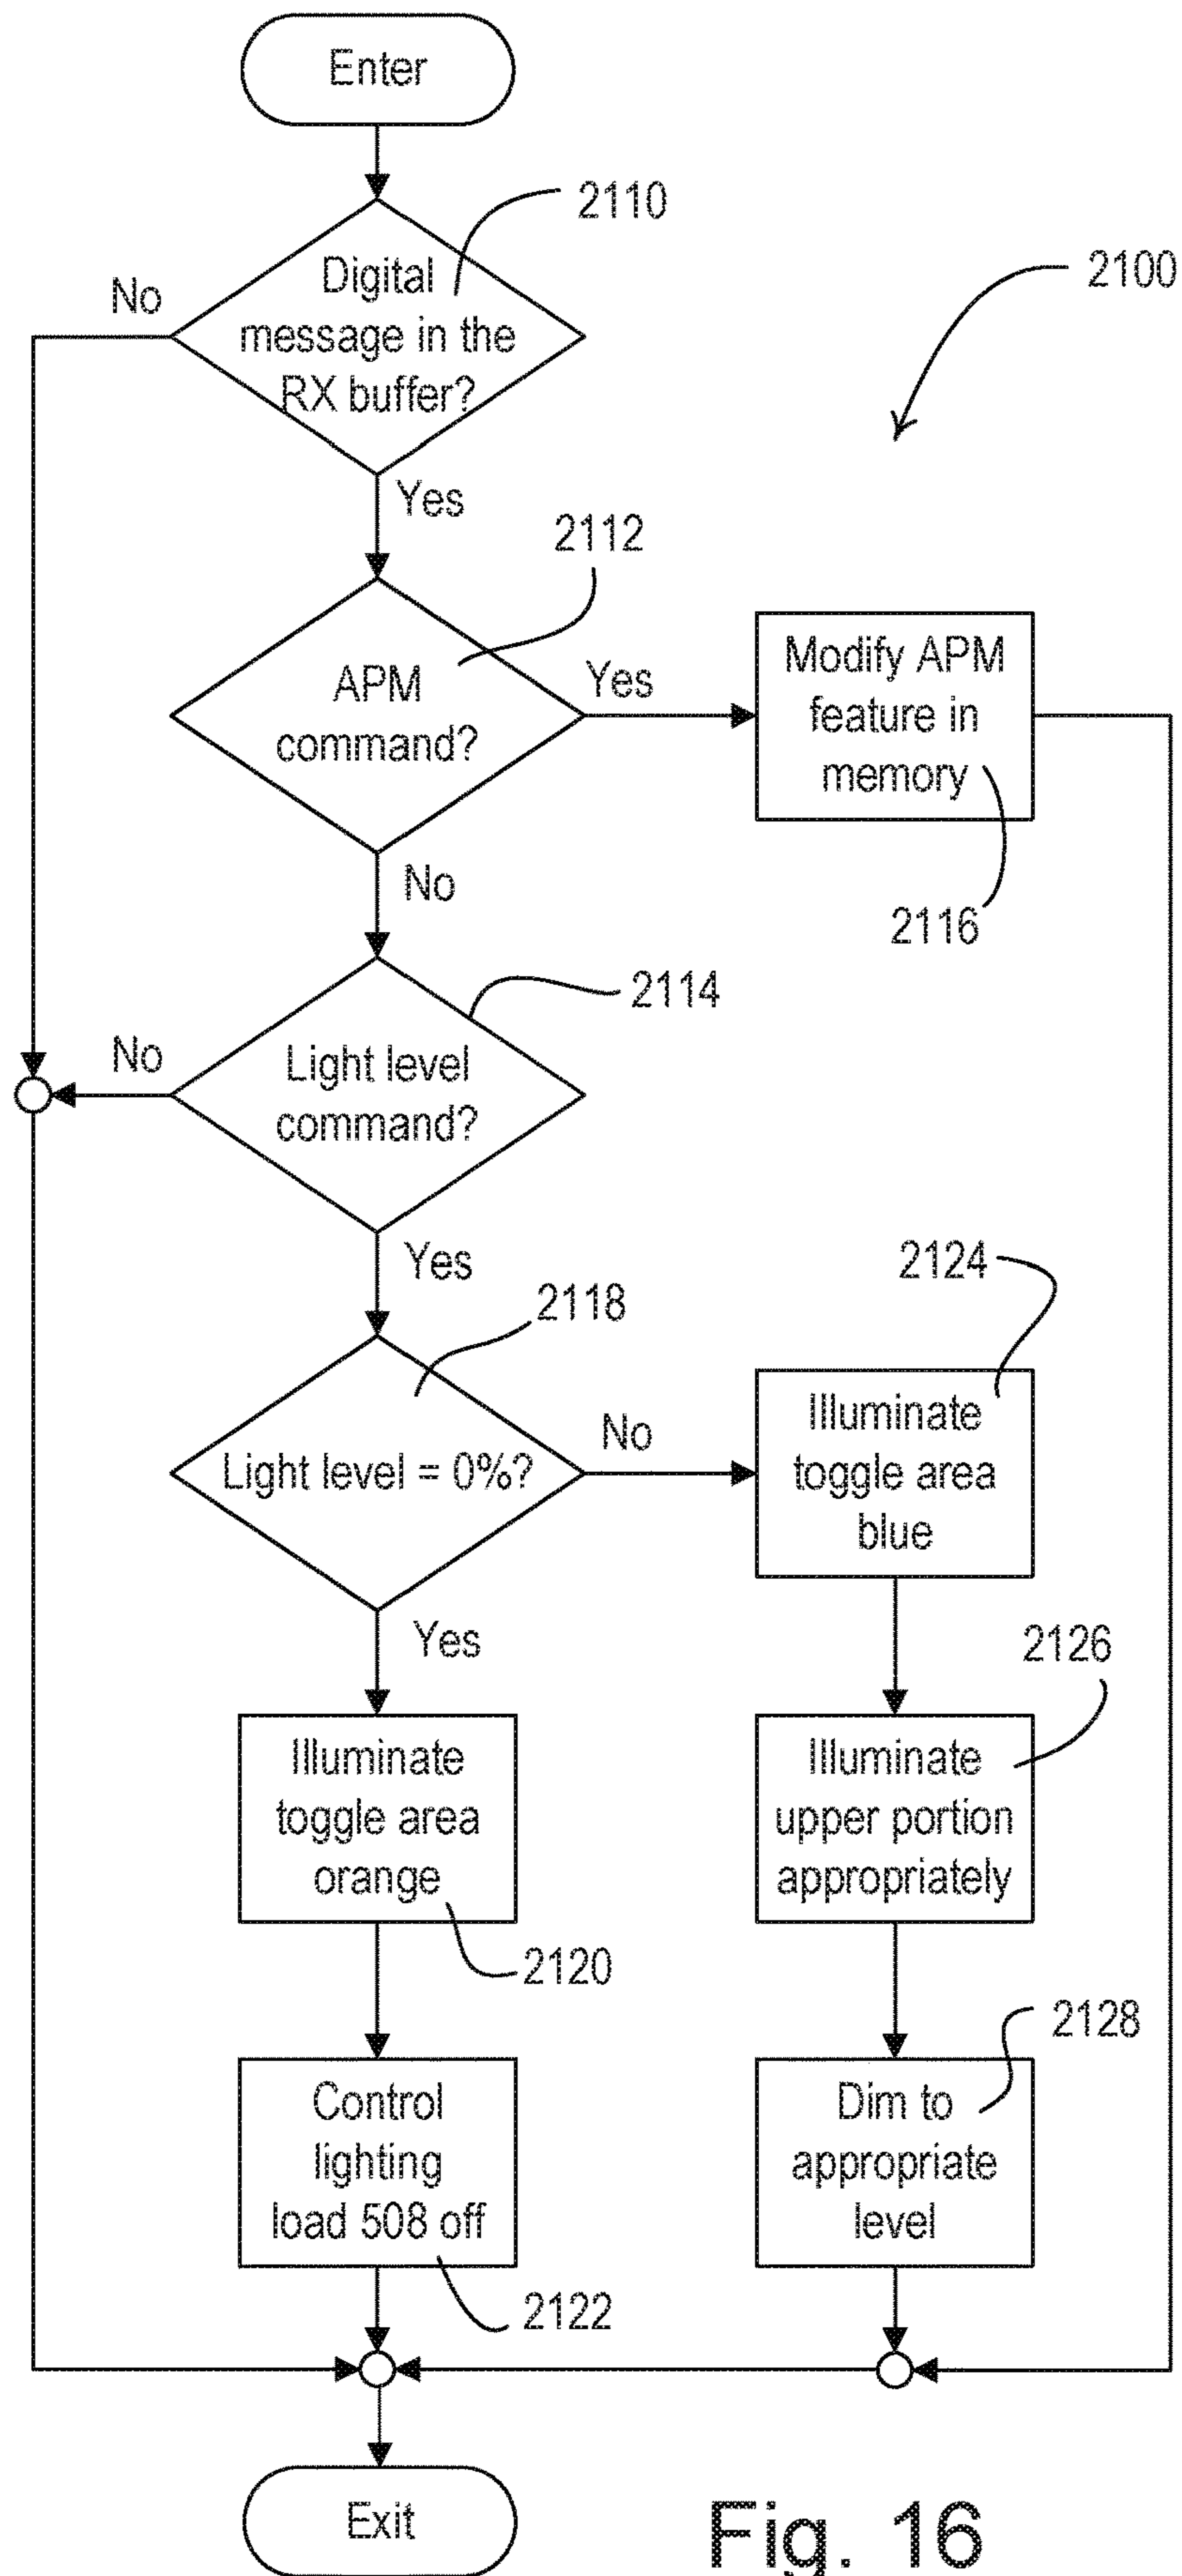 Enter
2110
Digital
message in the
RX buffer?
No
2100
Yes
2112
APM
command?
Yes
Modify APM
feature in
memory
2116
No
2114
Light level
command?
No
Yes
2124
2118
Light level = 0%?
No
Illuminate
toggle area
blue
Yes
2126
Illuminate
toggle area
orange
2120
Illuminate
upper portion
appropriately
2128
Control
lighting
load 508 off
2122
Dim to
appropriate
level
Exit
Fig. 16